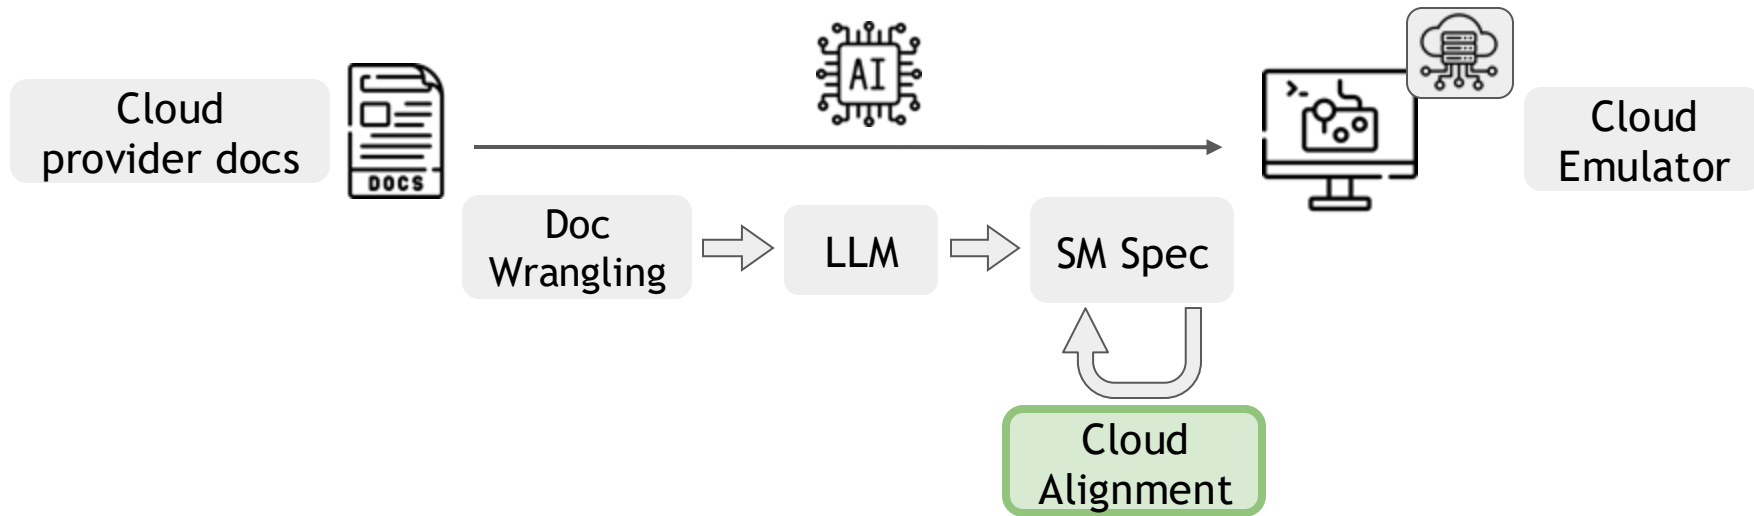 Cloud
provider docs
DOCS
AI
>_
Cloud
Emulator
Doc
Wrangling
LLM
SM Spec
Cloud
Alignment